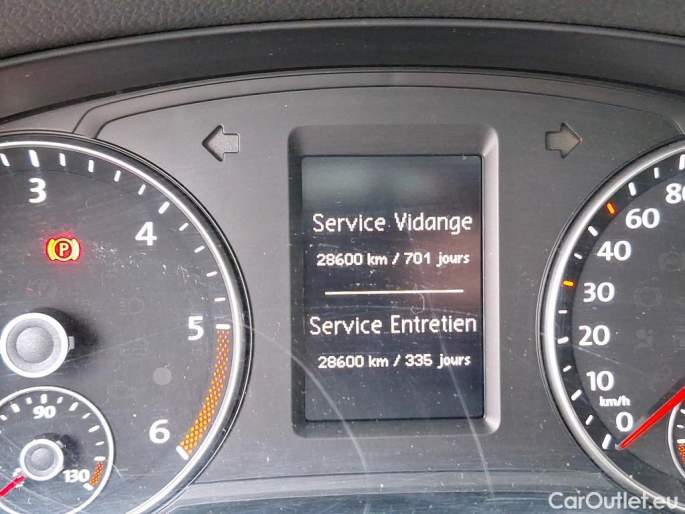 Service Vidange
28600 km / 701 jours
Service Entretien
28600 km / 335 jours
3
4
5
6
P
90
130
80
60
40
30
20
10
km/h
0
CarOutlet.eu